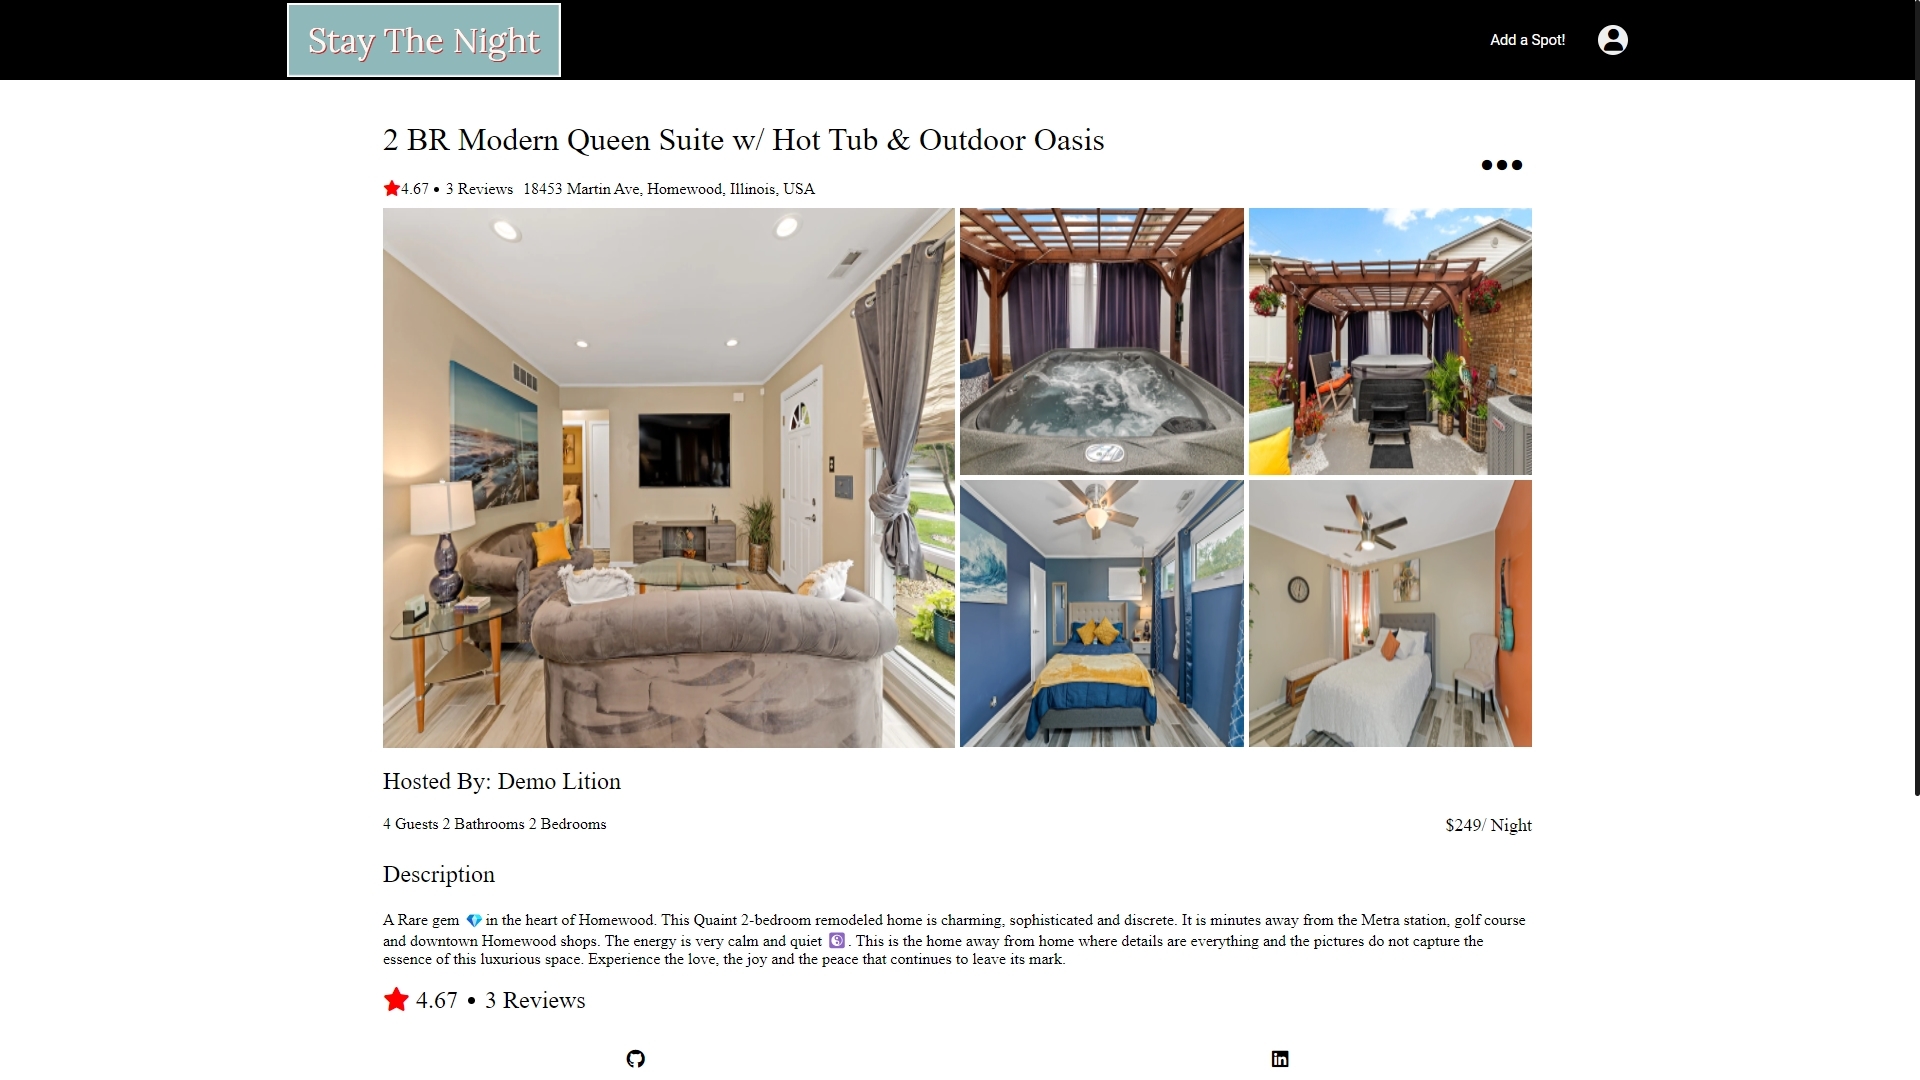 Stay The Night
Add a Spot!
2 BR Modern Queen Suite w/ Hot Tub & Outdoor Oasis
4.67 • 3 Reviews 18453 Martin Ave, Homewood, Illinois, USA
Hosted By: Demo Lition
4 Guests 2 Bathrooms 2 Bedrooms
$249/ Night
Description
A Rare gem 💎 in the heart of Homewood. This Quaint 2-bedroom remodeled home is charming, sophisticated and discrete. It is minutes away from the Metra station, golf course
and downtown Homewood shops. The energy is very calm and quiet ☯️. This is the home away from home where details are everything and the pictures do not capture the
essence of this luxurious space. Experience the love, the joy and the peace that continues to leave its mark.
4.67 • 3 Reviews